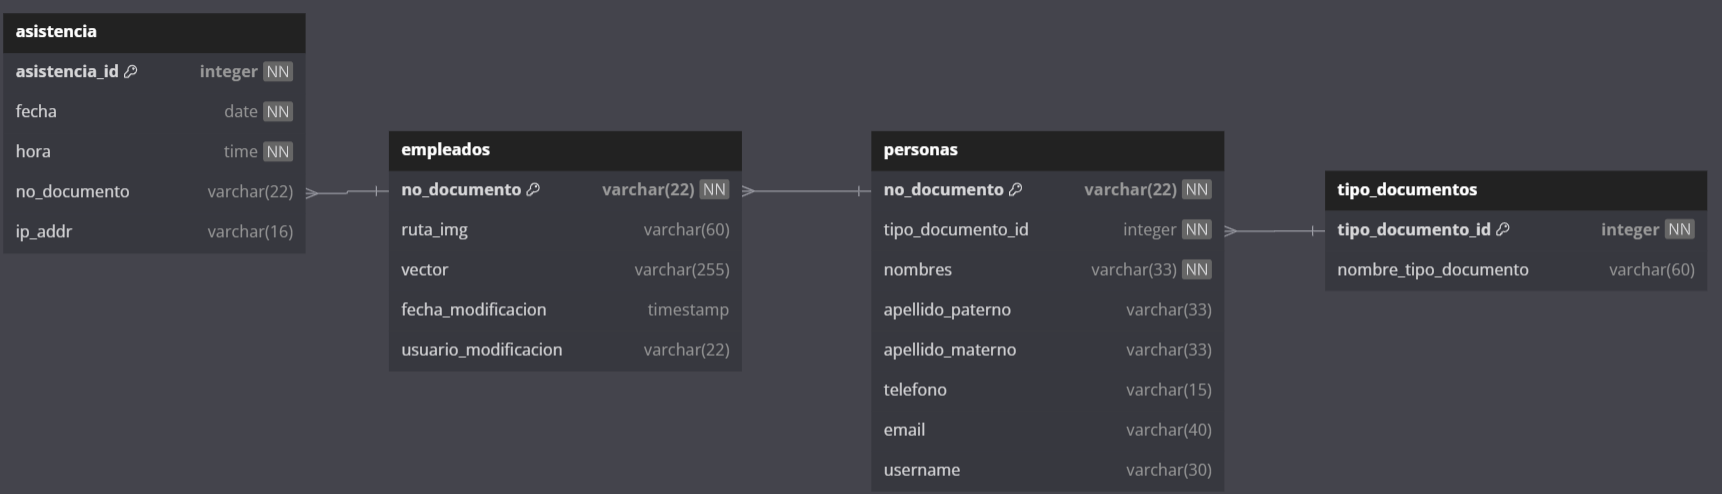 asistencia
asistencia_id integer NN
fecha date NN
hora time NN
no_documento varchar(22)
ip_addr varchar(16)
empleados
no_documento varchar(22) NN
ruta_img varchar(60)
vector varchar(255)
fecha_modificacion timestamp
usuario_modificacion varchar(22)
personas
no_documento varchar(22) NN
tipo_documento_id integer NN
nombres varchar(33) NN
apellido_paterno varchar(33)
apellido_materno varchar(33)
telefono varchar(15)
email varchar(40)
username varchar(30)
tipo_documentos
tipo_documento_id integer NN
nombre_tipo_documento varchar(60)